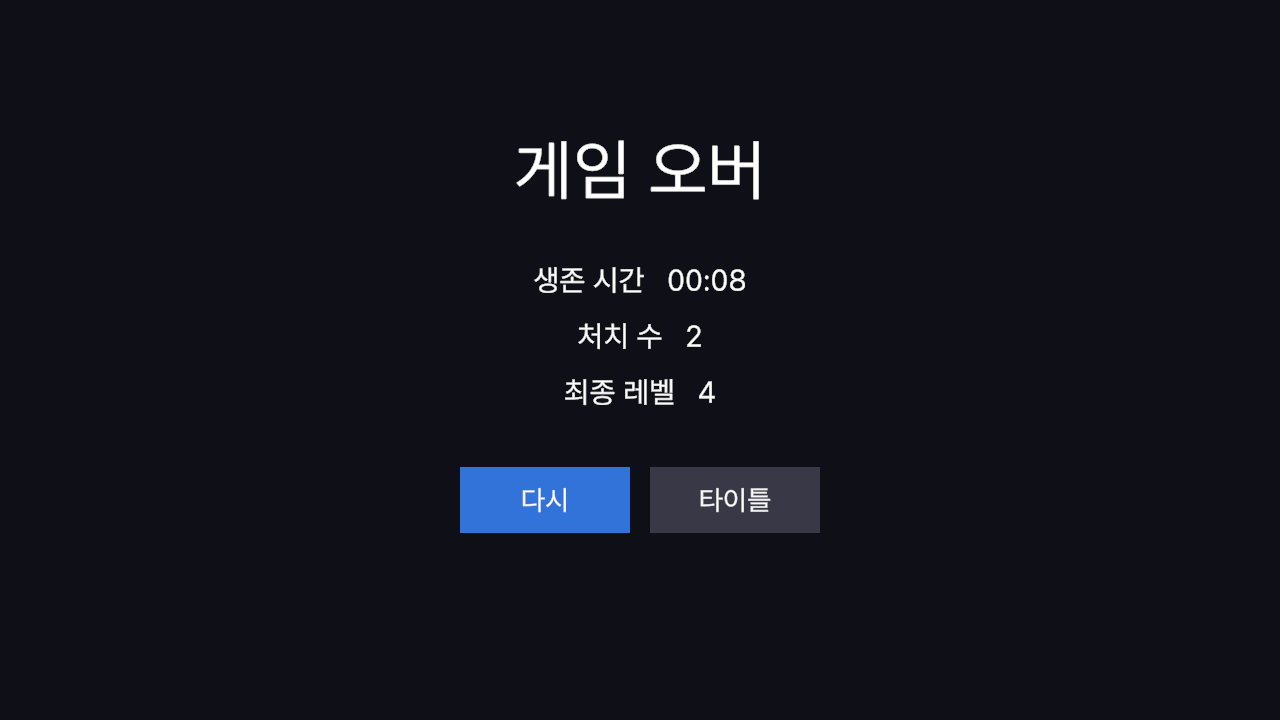 게임 오버
생존 시간 00:08
처치 수 2
최종 레벨 4
다시 타이틀